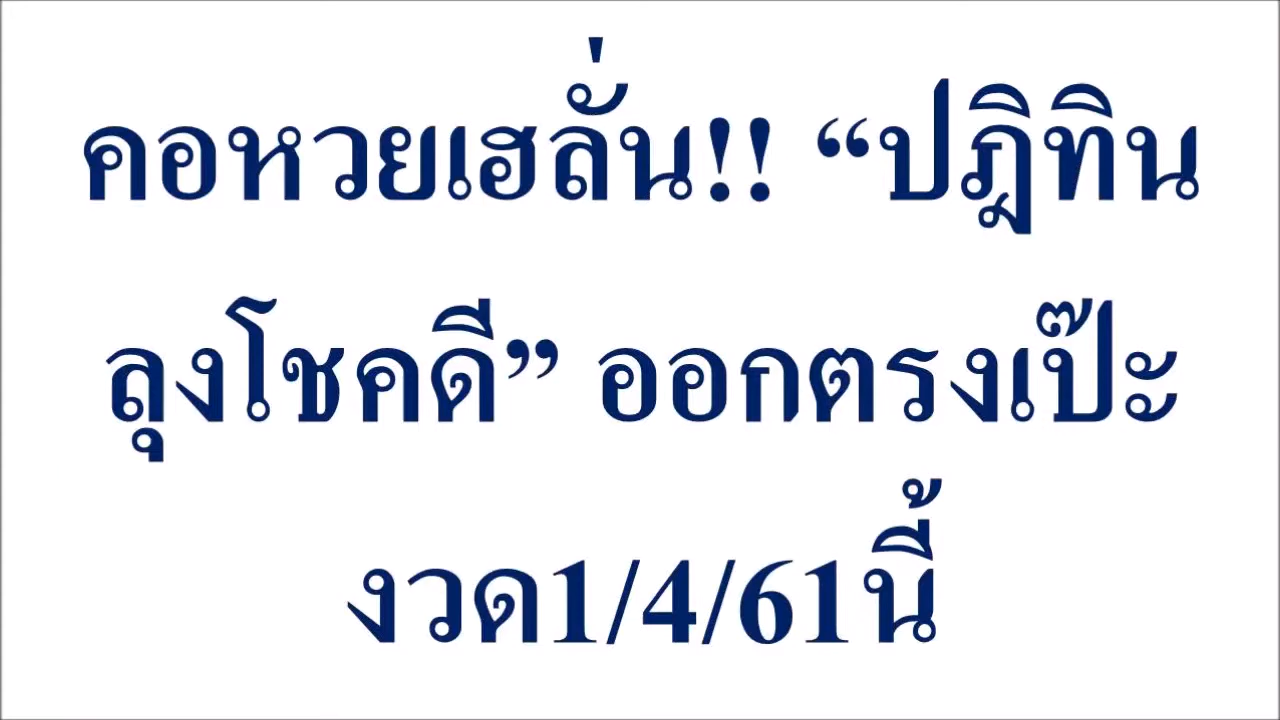 คอหวยเฮลั่น!! “ปฎิทิน
ลุงโชคดี” ออกตรงเป๊ะ
งวด1/4/61นี้